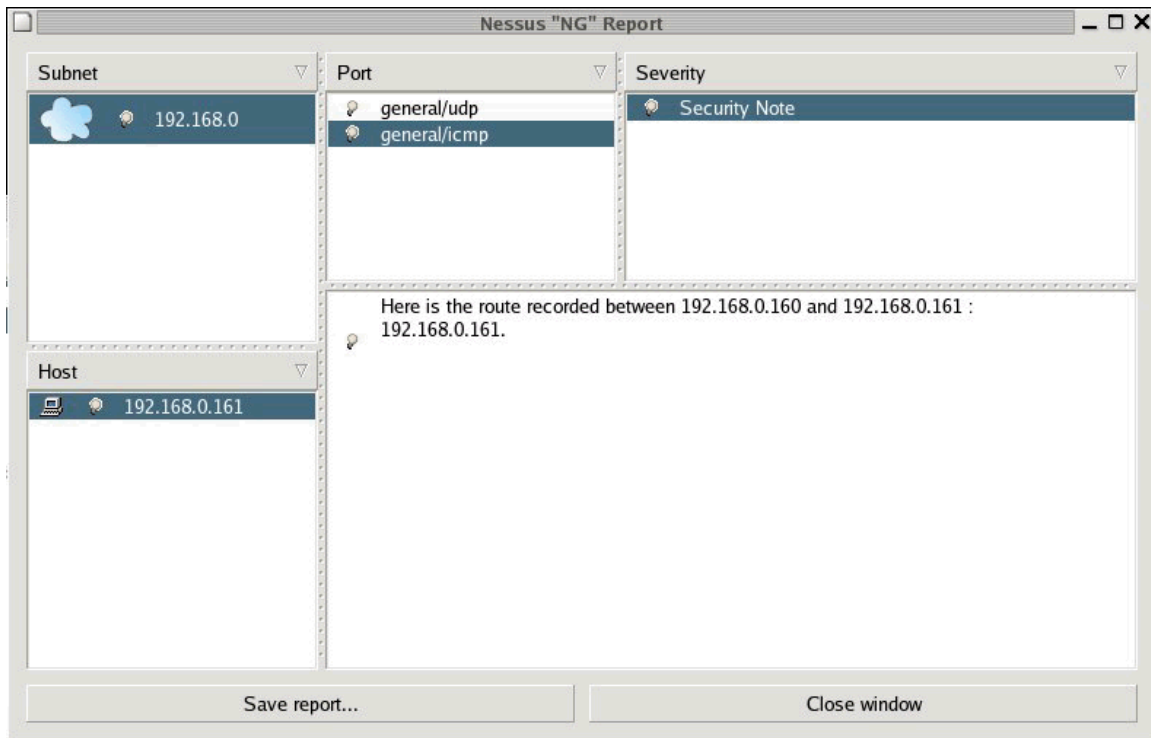 Nessus "NG" Report
Subnet
192.168.0
Port
general/udp
general/icmp
Severity
Security Note
Host
192.168.0.161
Here is the route recorded between 192.168.0.160 and 192.168.0.161 :
192.168.0.161.
Save report...
Close window